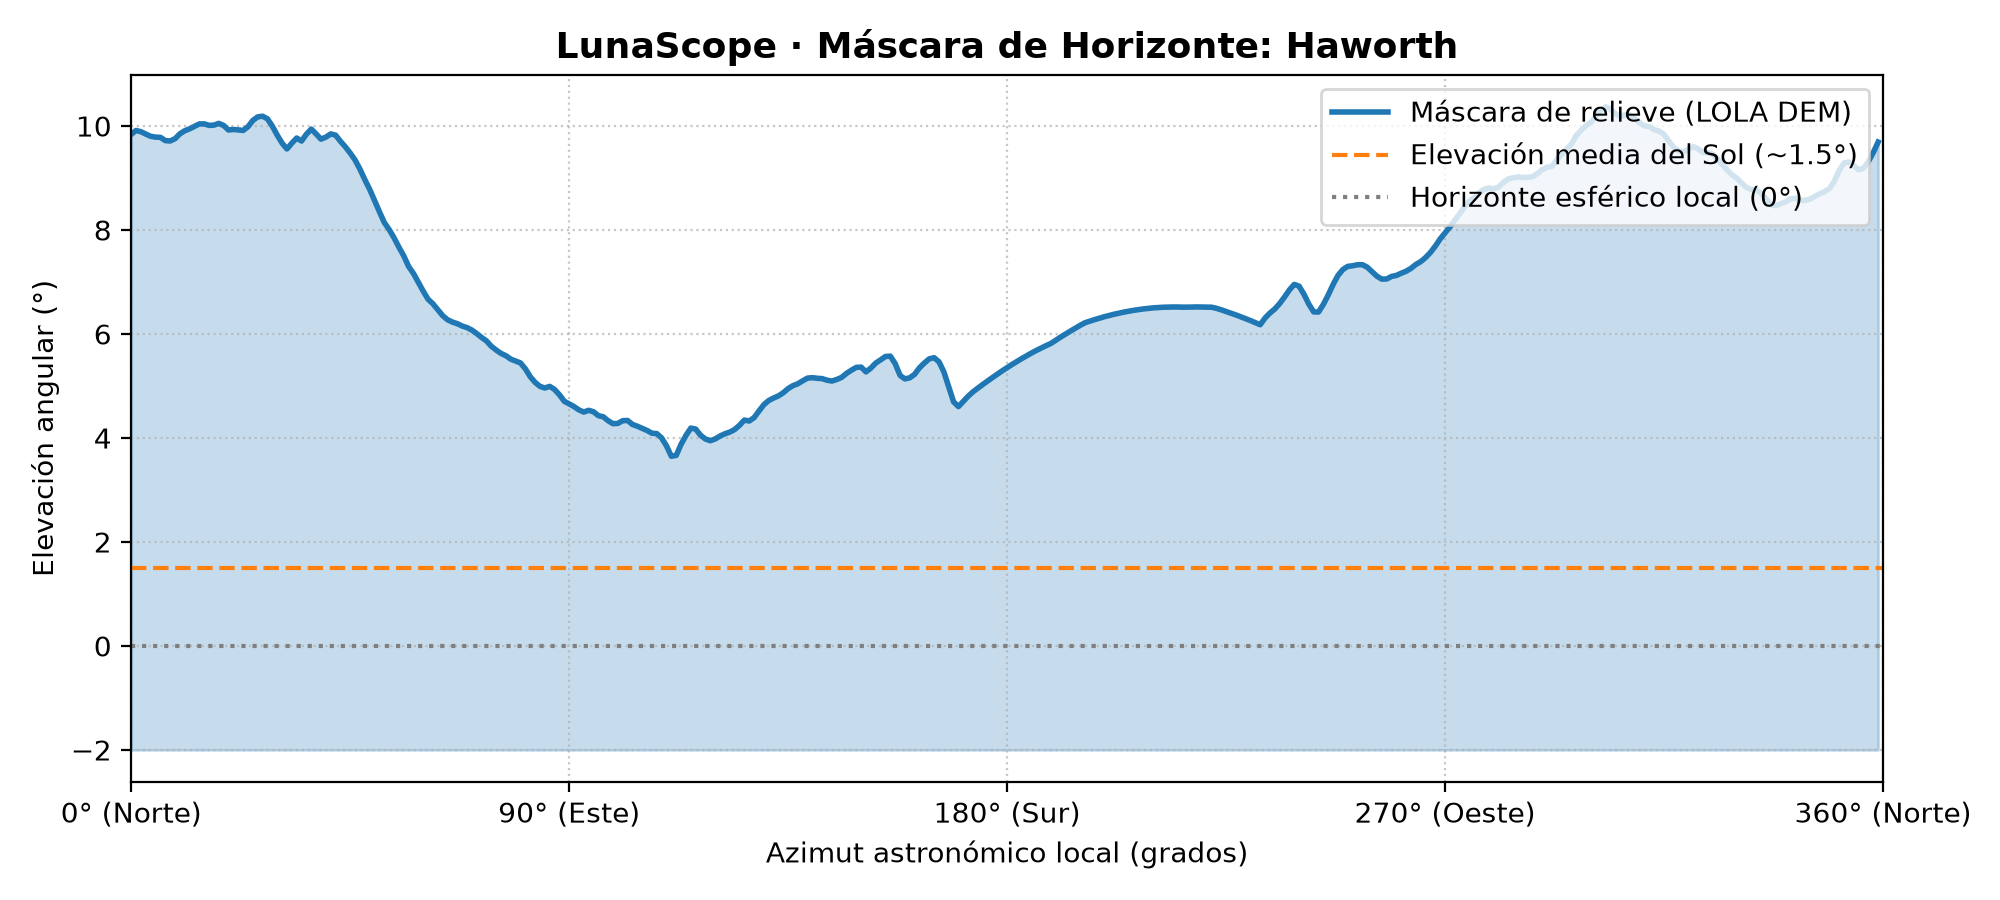 LunaScope · Máscara de Horizonte: Haworth
Máscara de relieve (LOLA DEM)
Elevación media del Sol (~1.5°)
Horizonte esférico local (0°)
Elevación angular (°)
10
8
6
4
2
0
−2
0° (Norte)
90° (Este)
180° (Sur)
270° (Oeste)
360° (Norte)
Azimut astronómico local (grados)